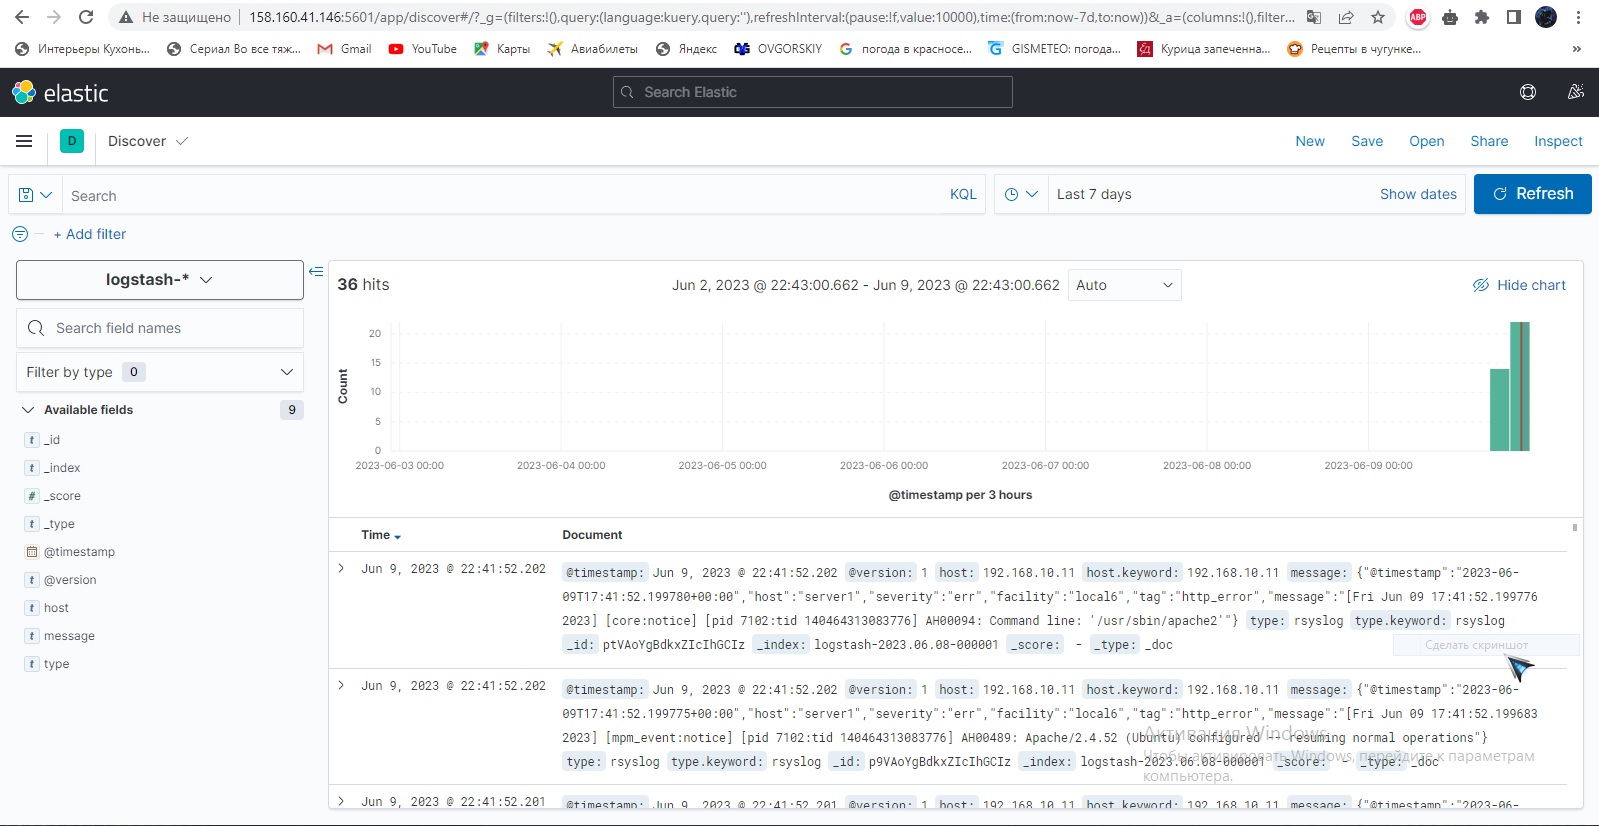 Не защищено 158.160.41.146:5601/app/discover#/?_g=(filters:!(),query:(language:kuery,query:''),refreshInterval:(pause:!f,value:10000),time:(from:now-7d,to:now))&_a=(columns:!(),filter... ABP
Интерьеры Кухонь... Сериал Во все тяж... Gmail YouTube Карты Авиабилеты Яндекс OVGORSKIY погода в красносе... GISMETEO: погода... Курица запеченна... Рецепты в чугунке... »
elastic Search Elastic
D Discover New Save Open Share Inspect
Search KQL Last 7 days Show dates Refresh
+ Add filter
logstash-*
36 hits Jun 2, 2023 @ 22:43:00.662 - Jun 9, 2023 @ 22:43:00.662 Auto Hide chart
Search field names
Filter by type 0
Available fields 9
t _id
t _index
# _score
t _type
@timestamp
t @version
t host
t message
t type
Count
20
15
10
5
0
2023-06-03 00:00 2023-06-04 00:00 2023-06-05 00:00 2023-06-06 00:00 2023-06-07 00:00 2023-06-08 00:00 2023-06-09 00:00
@timestamp per 3 hours
Time Document
Jun 9, 2023 @ 22:41:52.202 @timestamp: Jun 9, 2023 @ 22:41:52.202 @version: 1 host: 192.168.10.11 host.keyword: 192.168.10.11 message: {"@timestamp":"2023-06-
09T17:41:52.199780+00:00","host":"server1","severity":"err","facility":"local6","tag":"http_error","message":"[Fri Jun 09 17:41:52.199776
2023] [core:notice] [pid 7102:tid 140464313083776] AH00094: Command line: '/usr/sbin/apache2'"} type: rsyslog type.keyword: rsyslog
_id: ptVAoYgBdkxZIcIhGCIz _index: logstash-2023.06.08-000001 _score: - _type: _doc
Сделать скриншот
Jun 9, 2023 @ 22:41:52.202 @timestamp: Jun 9, 2023 @ 22:41:52.202 @version: 1 host: 192.168.10.11 host.keyword: 192.168.10.11 message: {"@timestamp":"2023-06-
09T17:41:52.199775+00:00","host":"server1","severity":"err","facility":"local6","tag":"http_error","message":"[Fri Jun 09 17:41:52.199683
2023] [mpm_event:notice] [pid 7102:tid 140464313083776] AH00489: Apache/2.4.52 (Ubuntu) configured -- resuming normal operations"}
type: rsyslog type.keyword: rsyslog _id: p9VAoYgBdkxZIcIhGCIz _index: logstash-2023.06.08-000001 _score: - _type: _doc
Активация Windows
Чтобы активировать Windows, перейдите к параметрам
компьютера.
Jun 9, 2023 @ 22:41:52.201 @timestamp: Jun 9, 2023 @ 22:41:52.201 @version: 1 host: 192.168.10.11 host.keyword: 192.168.10.11 message: {"@timestamp":"2023-06-